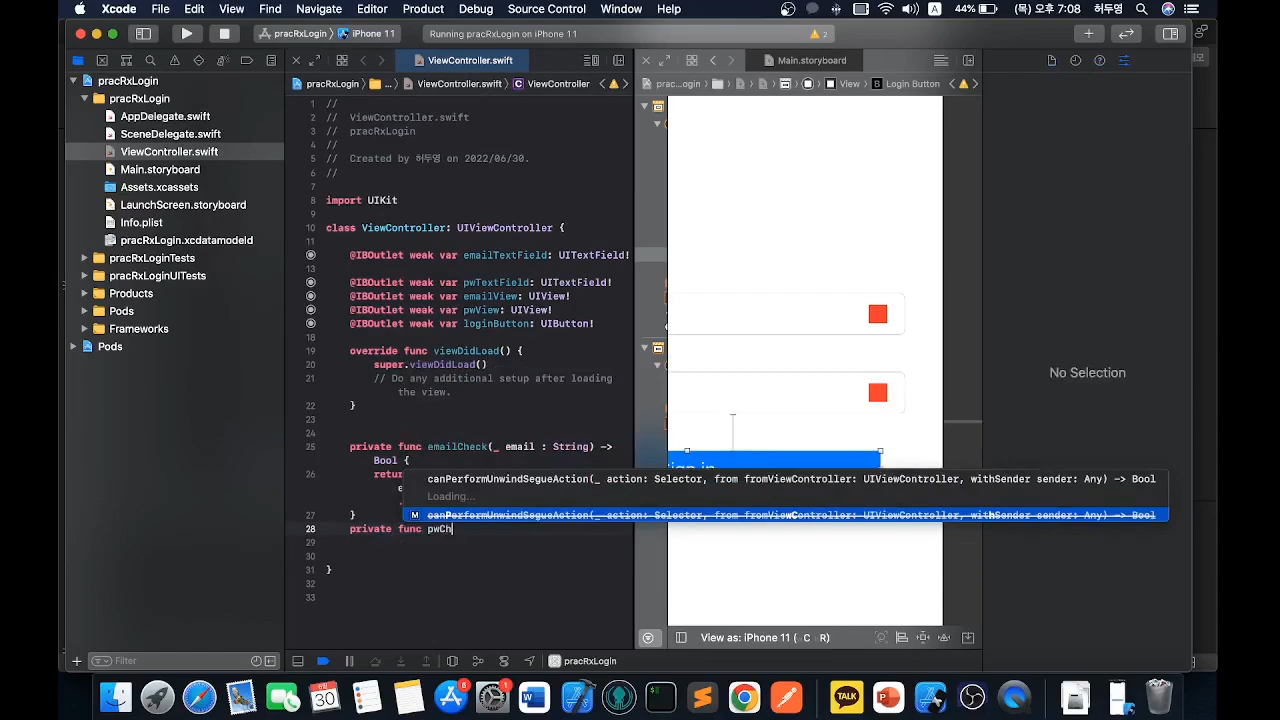 Xcode File Edit View Find Navigate Editor Product Debug Source Control Window Help A 44% (목) 오후 7:08 허두영
pracRxLogin iPhone 11 Running pracRxLogin on iPhone 11 2
ViewController.swift Main.storyboard
pracRxLogin ... ViewController.swift C ViewController prac...ogin View B Login Button
pracRxLogin
pracRxLogin
AppDelegate.swift
SceneDelegate.swift
ViewController.swift
Main.storyboard
Assets.xcassets
LaunchScreen.storyboard
Info.plist
pracRxLogin.xcdatamodeld
pracRxLoginTests
pracRxLoginUITests
Products
Pods
Frameworks
Pods
1 //
2 // ViewController.swift
3 // pracRxLogin
4 //
5 // Created by 허두영 on 2022/06/30.
6 //
7
8 import UIKit
9
10 class ViewController: UIViewController {
11
@IBOutlet weak var emailTextField: UITextField!
13
@IBOutlet weak var pwTextField: UITextField!
@IBOutlet weak var emailView: UIView!
@IBOutlet weak var pwView: UIView!
@IBOutlet weak var loginButton: UIButton!
18
19 override func viewDidLoad() {
20 super.viewDidLoad()
21 // Do any additional setup after loading
the view.
22 }
23
24
25 private func emailCheck(_ email : String) ->
Bool {
26
27 }
28 private func pwCh
29
30
31 }
32
33
canPerformUnwindSegueAction(_ action: Selector, from fromViewController: UIViewController, withSender sender: Any) -> Bool
Loading...
M canPerformUnwindSegueAction(_ action: Selector, from fromViewController: UIViewController, withSender sender: Any) -> Bool
No Selection
View as: iPhone 11 (wC hR)
Filter
pracRxLogin
6 30 1 W TALK P